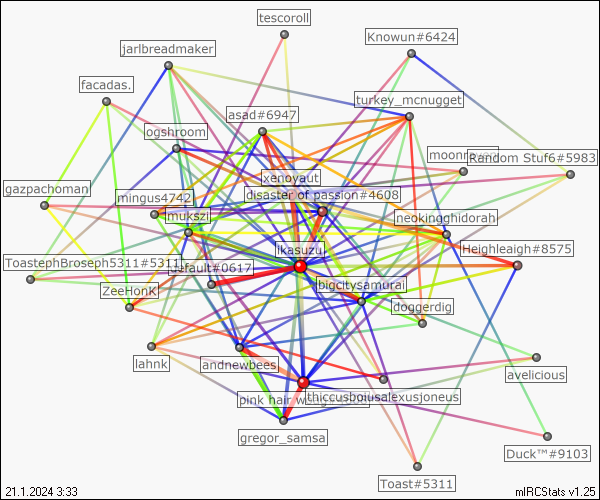 tescoroll
Knowun#6424
jarlbreadmaker
facadas.
turkey_mcnugget
asad#6947
ogshroom
Random Stuf6#5983
xenoyaut
gazpachoman
disaster of passion#4608
mingus4742
mukszi
neokingghidorah
ikasuzu
Heighleaigh#8575
ToastephBroseph5311#5311
default#0617
bigcitysamurai
ZeeHonK
doggerdig
lahnk
andnewbees
avelicious
pink hair
thiccusboiusalexusjoneus
gregor_samsa
Duck™#9103
Toast#5311
21.1.2024 3:33
mIRCStats v1.25